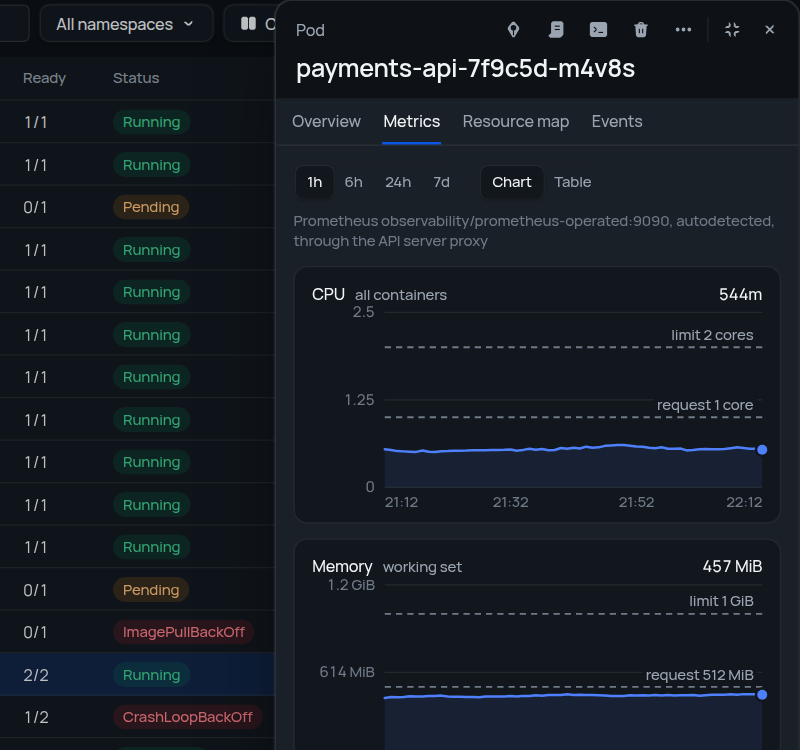 All namespaces
Ready Status
1/1 Running
1/1 Running
0/1 Pending
1/1 Running
1/1 Running
1/1 Running
1/1 Running
1/1 Running
1/1 Running
1/1 Running
1/1 Running
0/1 Pending
0/1 ImagePullBackOff
2/2 Running
1/2 CrashLoopBackOff
Pod
payments-api-7f9c5d-m4v8s
Overview Metrics Resource map Events
1h 6h 24h 7d Chart Table
Prometheus observability/prometheus-operated:9090, autodetected,
through the API server proxy
CPU all containers 544m
2.5
limit 2 cores
1.25
request 1 core
0
21:12 21:32 21:52 22:12
Memory working set 457 MiB
1.2 GiB
limit 1 GiB
614 MiB
request 512 MiB